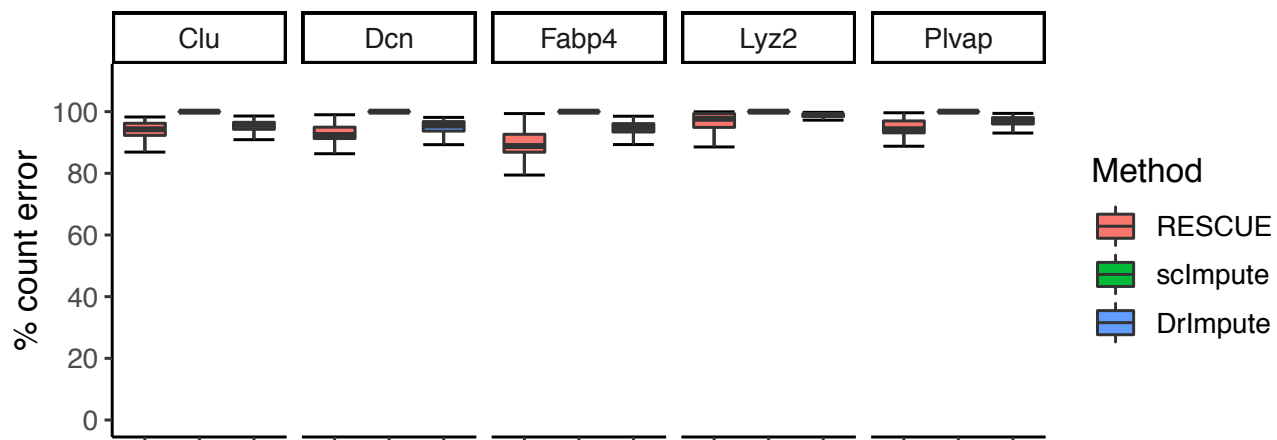 Clu Dcn Fabp4 Lyz2 Plvap
% count error
100
80
60
40
20
0
Method
RESCUE
scImpute
DrImpute